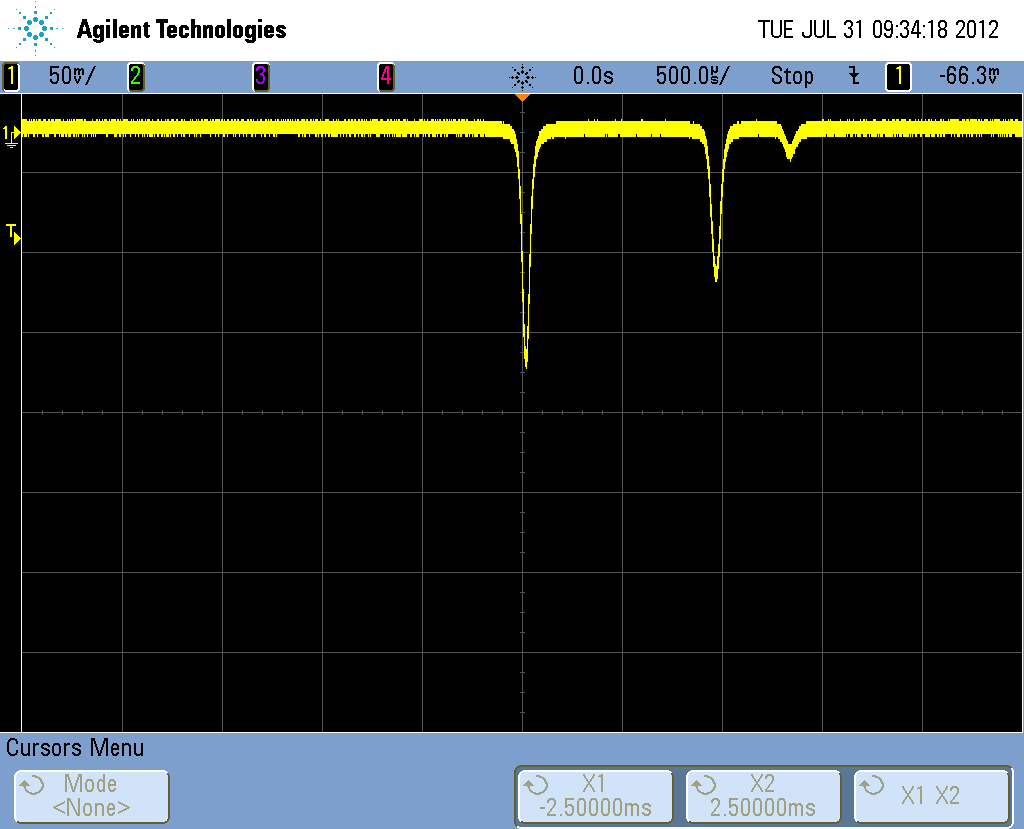 Agilent Technologies TUE JUL 31 09:34:18 2012
1 50mV/ 2 3 4 0.0s 500.0µs/ Stop 1 -66.3mV
1
T
Cursors Menu
Mode X1 X2 X1 X2
<None> -2.50000ms 2.50000ms